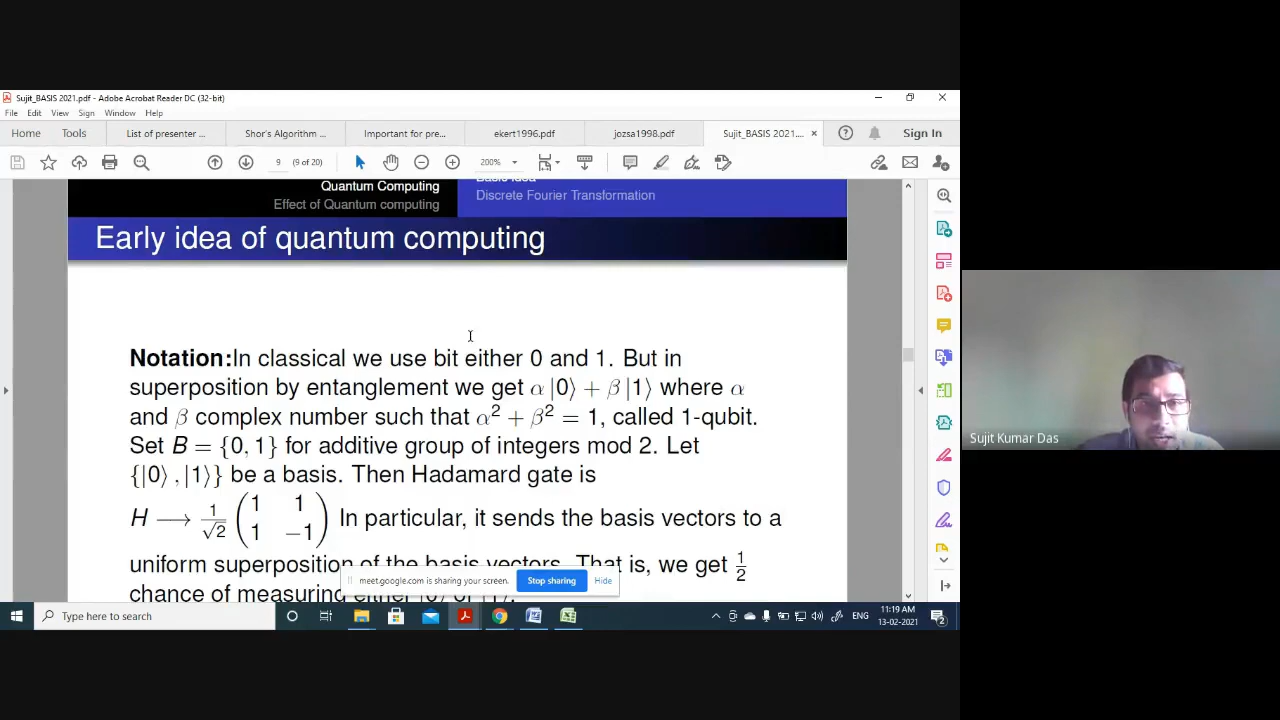 Sujit_BASIS 2021.pdf - Adobe Acrobat Reader DC (32-bit)
File Edit View Sign Window Help
Home Tools List of presenter ... Shor's Algorithm ... Important for pre... ekert1996.pdf jozsa1998.pdf Sujit_BASIS 2021.... × Sign In
9 (9 of 20) 200%
Quantum Computing
Effect of Quantum computing
Basic Idea
Discrete Fourier Transformation
Early idea of quantum computing
Notation:In classical we use bit either 0 and 1. But in
superposition by entanglement we get α |0⟩ + β |1⟩ where α
and β complex number such that α² + β² = 1, called 1-qubit.
Set B = {0, 1} for additive group of integers mod 2. Let
{|0⟩ , |1⟩} be a basis. Then Hadamard gate is
H ⟶ 1/√2 (1 1 1 −1) In particular, it sends the basis vectors to a
uniform superposition of the basis vectors. That is, we get 1/2
chance of measuring either |0⟩ or |1⟩.
meet.google.com is sharing your screen. Stop sharing Hide
Sujit Kumar Das
Type here to search
ENG
11:19 AM
13-02-2021
2